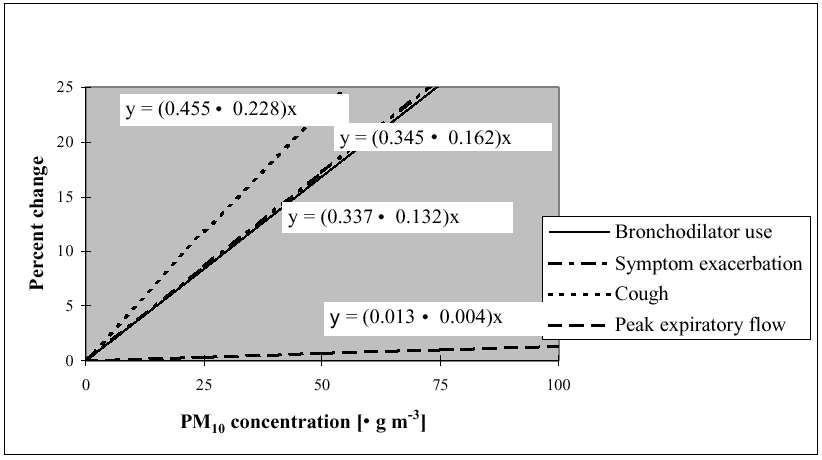 25
20
15
10
5
0
Percent change
y = (0.455 • 0.228)x
y = (0.345 • 0.162)x
y = (0.337 • 0.132)x
y = (0.013 • 0.004)x
Bronchodilator use
Symptom exacerbation
Cough
Peak expiratory flow
0 25 50 75 100
PM10 concentration [• g m-3]